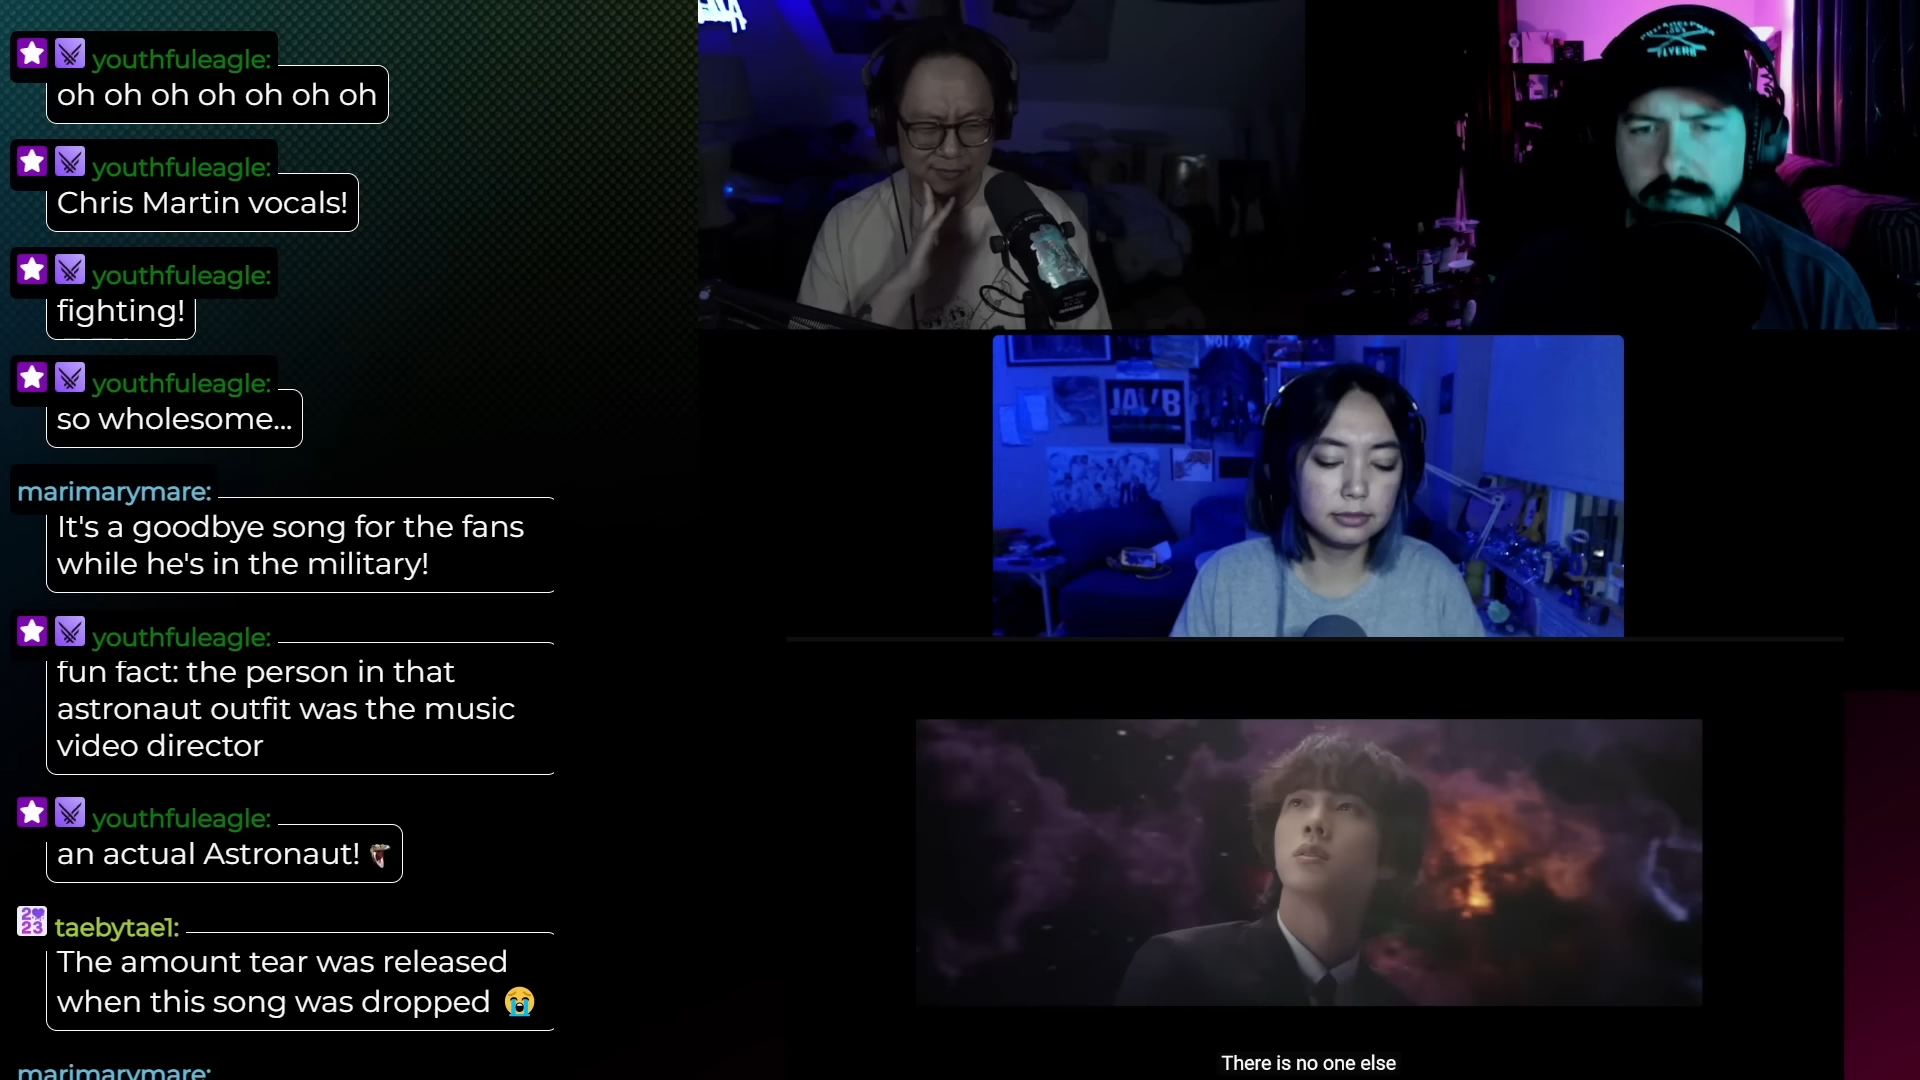 youthfuleagle:
oh oh oh oh oh oh oh
youthfuleagle:
Chris Martin vocals!
youthfuleagle:
fighting!
youthfuleagle:
so wholesome...
marimarymare:
It's a goodbye song for the fans
while he's in the military!
youthfuleagle:
fun fact: the person in that
astronaut outfit was the music
video director
youthfuleagle:
an actual Astronaut!
2023
taebytae1:
The amount tear was released
when this song was dropped 😭
marimarymare:
PHILADELPHIA
FLYERS
There is no one else